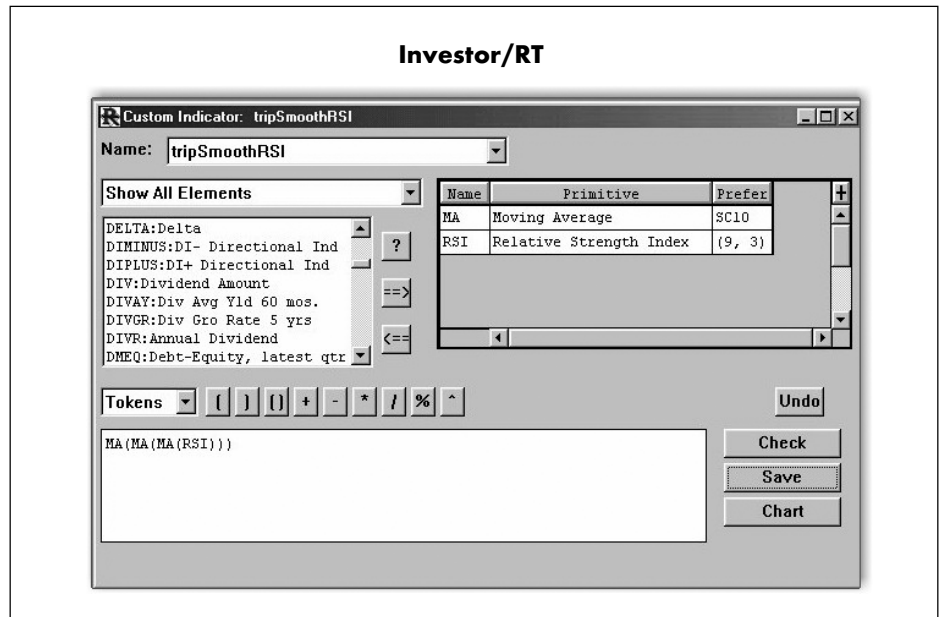 Investor/RT
Custom Indicator: tripSmoothRSI
Name: tripSmoothRSI
Show All Elements
DELTA:Delta
DIMINUS:DI- Directional Ind
DIPLUS:DI+ Directional Ind
DIV:Dividend Amount
DIVAY:Div Avg Yld 60 mos.
DIVGR:Div Gro Rate 5 yrs
DIVR:Annual Dividend
DMEQ:Debt-Equity, latest qtr
?
==>
<==
Name Primitive Prefer +
MA Moving Average SC10
RSI Relative Strength Index (9, 3)
Tokens ( ) () + - * / % ^ Undo
MA(MA(MA(RSI)))
Check
Save
Chart